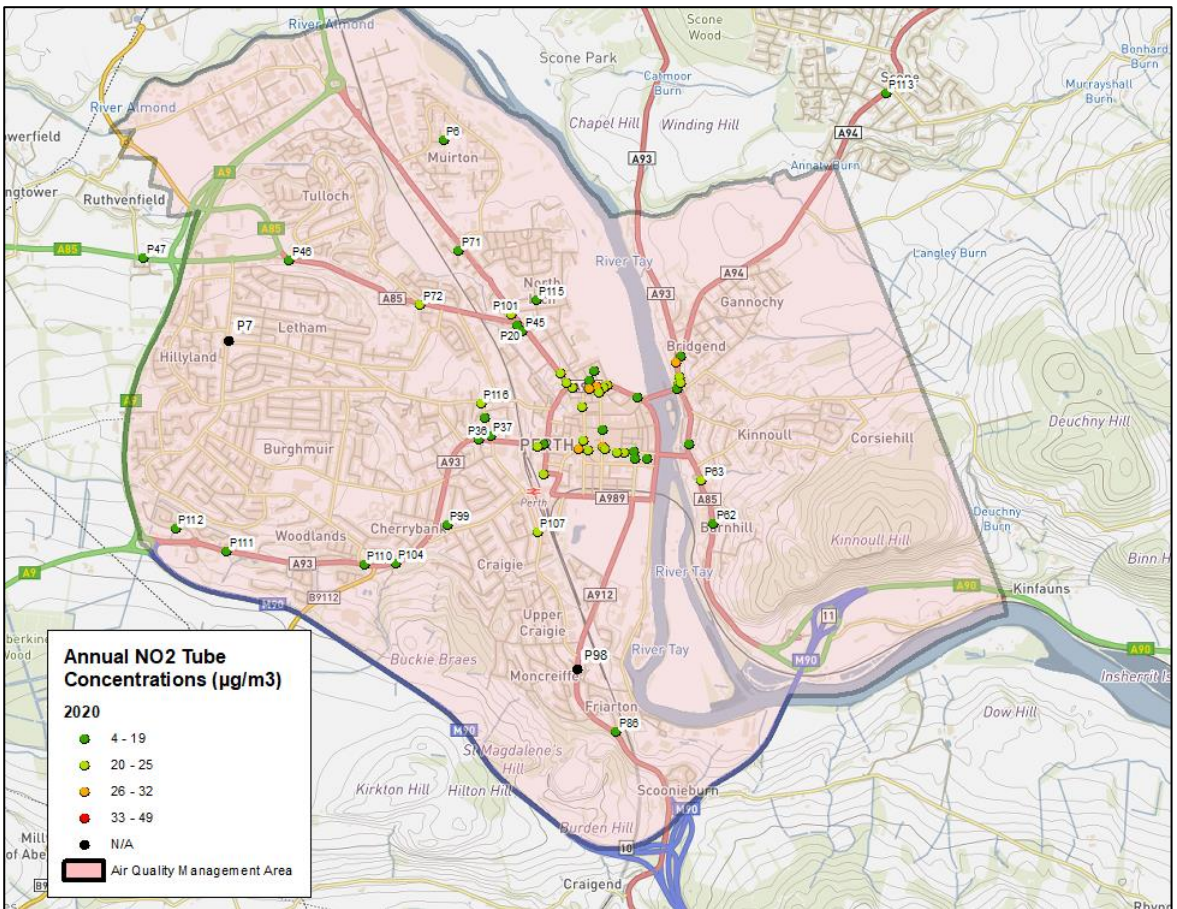 River Almond
Scone Wood
Scone Park
Catmoor Burn
Bonhard Burn
Scone
P113
Murrayshall Burn
River Almond
Chapel Hill
Winding Hill
A94
P6
Muirton
A93
Annaty Burn
Ruthvenfield
Tulloch
A9
A85
A85
P47
P46
P71
River Tay
Langley Burn
A94
A93
Gannochy
P115
North
A85
P72
P101
P45
P20
Letham
P7
Hillyland
Bridgend
A9
P116
Deuchny Hill
P36
P37
PERTH
Kinnoull
Corsiehill
Burghmuir
A93
P63
A989
A85
Perth
P99
Cherrybank
P107
P62
Barnhill
Deuchny Burn
P112
Woodlands
P111
Kinnoull Hill
P110
P104
Craigie
A93
A9
River Tay
A90
Kinfauns
M90
B9112
A912
11
Upper Craigie
River Tay
A90
Buckie Braes
P98
M90
Moncreiffe
Friarton
Dow Hill
P86
M90
St Magdalene's Hill
Kirkton Hill
Hilton Hill
Scoonieburn
M90
Burden Hill
10
Craigend
Annual NO2 Tube
Concentrations (µg/m3)
2020
4 - 19
20 - 25
26 - 32
33 - 49
N/A
Air Quality Management Area